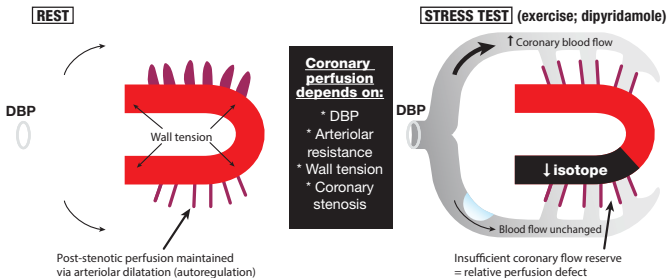 REST
DBP
Wall tension
Post-stenotic perfusion maintained
via arteriolar dilatation (autoregulation)
Coronary
perfusion
depends on:
* DBP
* Arteriolar
resistance
* Wall tension
* Coronary
stenosis
STRESS TEST (exercise; dipyridamole)
↑ Coronary blood flow
DBP
↓ isotope
Blood flow unchanged
Insufficient coronary flow reserve
= relative perfusion defect